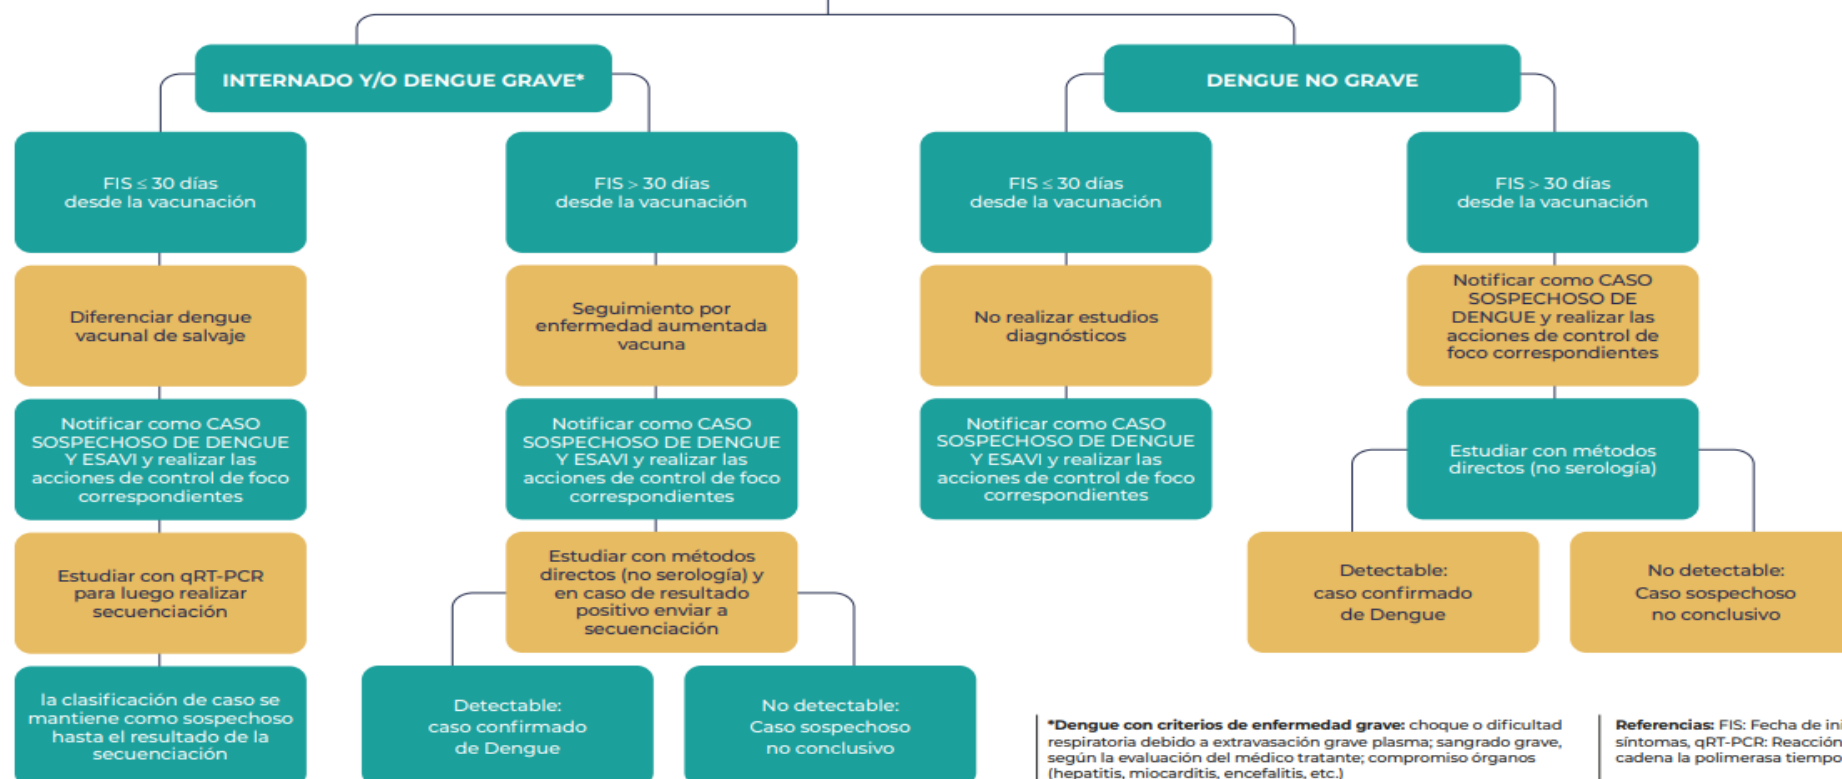 INTERNADO Y/O DENGUE GRAVE*
DENGUE NO GRAVE
FIS ≤ 30 días
desde la vacunación
FIS > 30 días
desde la vacunación
FIS ≤ 30 días
desde la vacunación
FIS > 30 días
desde la vacunación
Diferenciar dengue
vacunal de salvaje
Seguimiento por
enfermedad aumentada
vacuna
No realizar estudios
diagnósticos
Notificar como CASO
SOSPECHOSO DE
DENGUE y realizar las
acciones de control de
foco correspondientes
Notificar como CASO
SOSPECHOSO DE DENGUE
Y ESAVI y realizar las
acciones de control de foco
correspondientes
Notificar como CASO
SOSPECHOSO DE DENGUE
Y ESAVI y realizar las
acciones de control de foco
correspondientes
Notificar como CASO
SOSPECHOSO DE DENGUE
Y ESAVI y realizar las
acciones de control de foco
correspondientes
Estudiar con métodos
directos (no serología)
Estudiar con qRT-PCR
para luego realizar
secuenciación
Estudiar con métodos
directos (no serología) y
en caso de resultado
positivo enviar a
secuenciación
Detectable:
caso confirmado
de Dengue
No detectable:
Caso sospechoso
no conclusivo
la clasificación de caso se
mantiene como sospechoso
hasta el resultado de la
secuenciación
Detectable:
caso confirmado
de Dengue
No detectable:
Caso sospechoso
no conclusivo
*Dengue con criterios de enfermedad grave: choque o dificultad
respiratoria debido a extravasación grave plasma; sangrado grave,
según la evaluación del médico tratante; compromiso órganos
(hepatitis, miocarditis, encefalitis, etc.)
Referencias: FIS: Fecha de
síntomas, qRT-PCR: Reacción
cadena la polimerasa tiempo